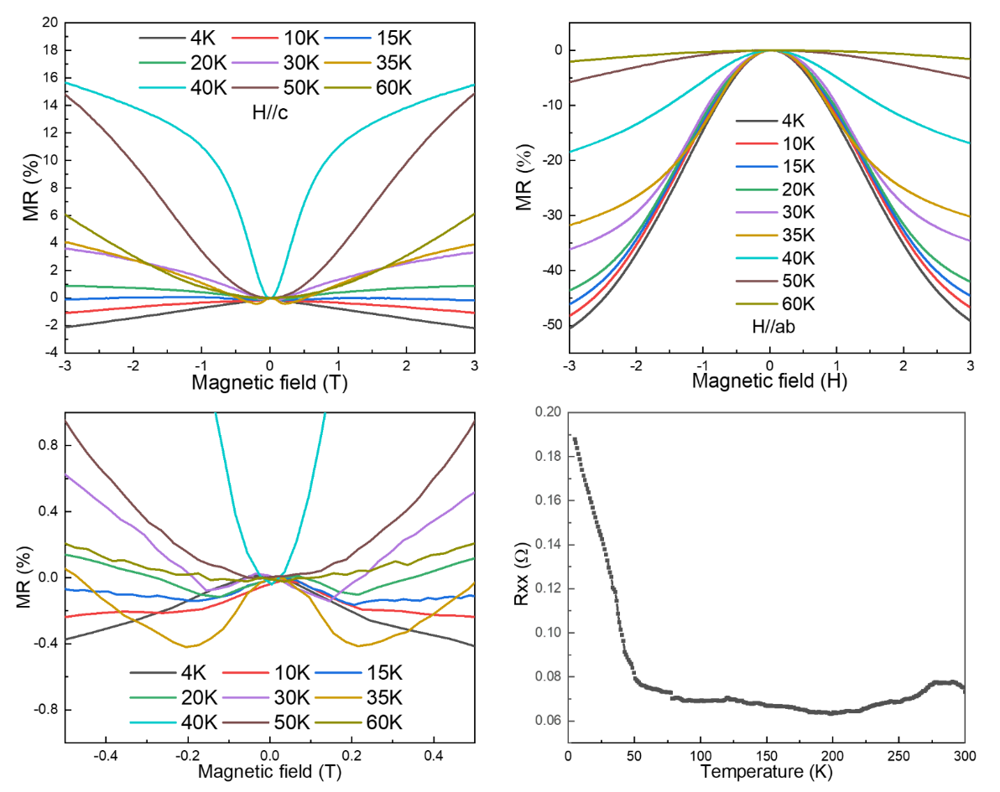 20
18
16
14
12
10
8
6
4
2
0
-2
-4
MR (%)
4K 10K 15K
20K 30K 35K
40K 50K 60K
H//c
-3 -2 -1 0 1 2 3
Magnetic field (T)
0
-10
-20
-30
-40
-50
MR (%)
4K
10K
15K
20K
30K
35K
40K
50K
60K
H//ab
-3 -2 -1 0 1 2 3
Magnetic field (H)
0.8
0.4
0.0
-0.4
-0.8
MR (%)
4K 10K 15K
20K 30K 35K
40K 50K 60K
-0.4 -0.2 0.0 0.2 0.4
Magnetic field (T)
0.20
0.18
0.16
0.14
0.12
0.10
0.08
0.06
Rxx (Ω)
0 50 100 150 200 250 300
Temperature (K)